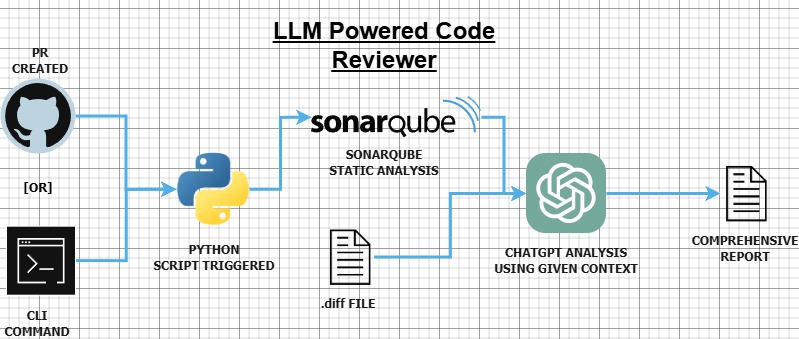 LLM Powered Code
Reviewer
PR
CREATED
[OR]
CLI
COMMAND
PYTHON
SCRIPT TRIGGERED
sonarqube
SONARQUBE
STATIC ANALYSIS
.diff FILE
CHATGPT ANALYSIS
USING GIVEN CONTEXT
COMPREHENSIVE
REPORT